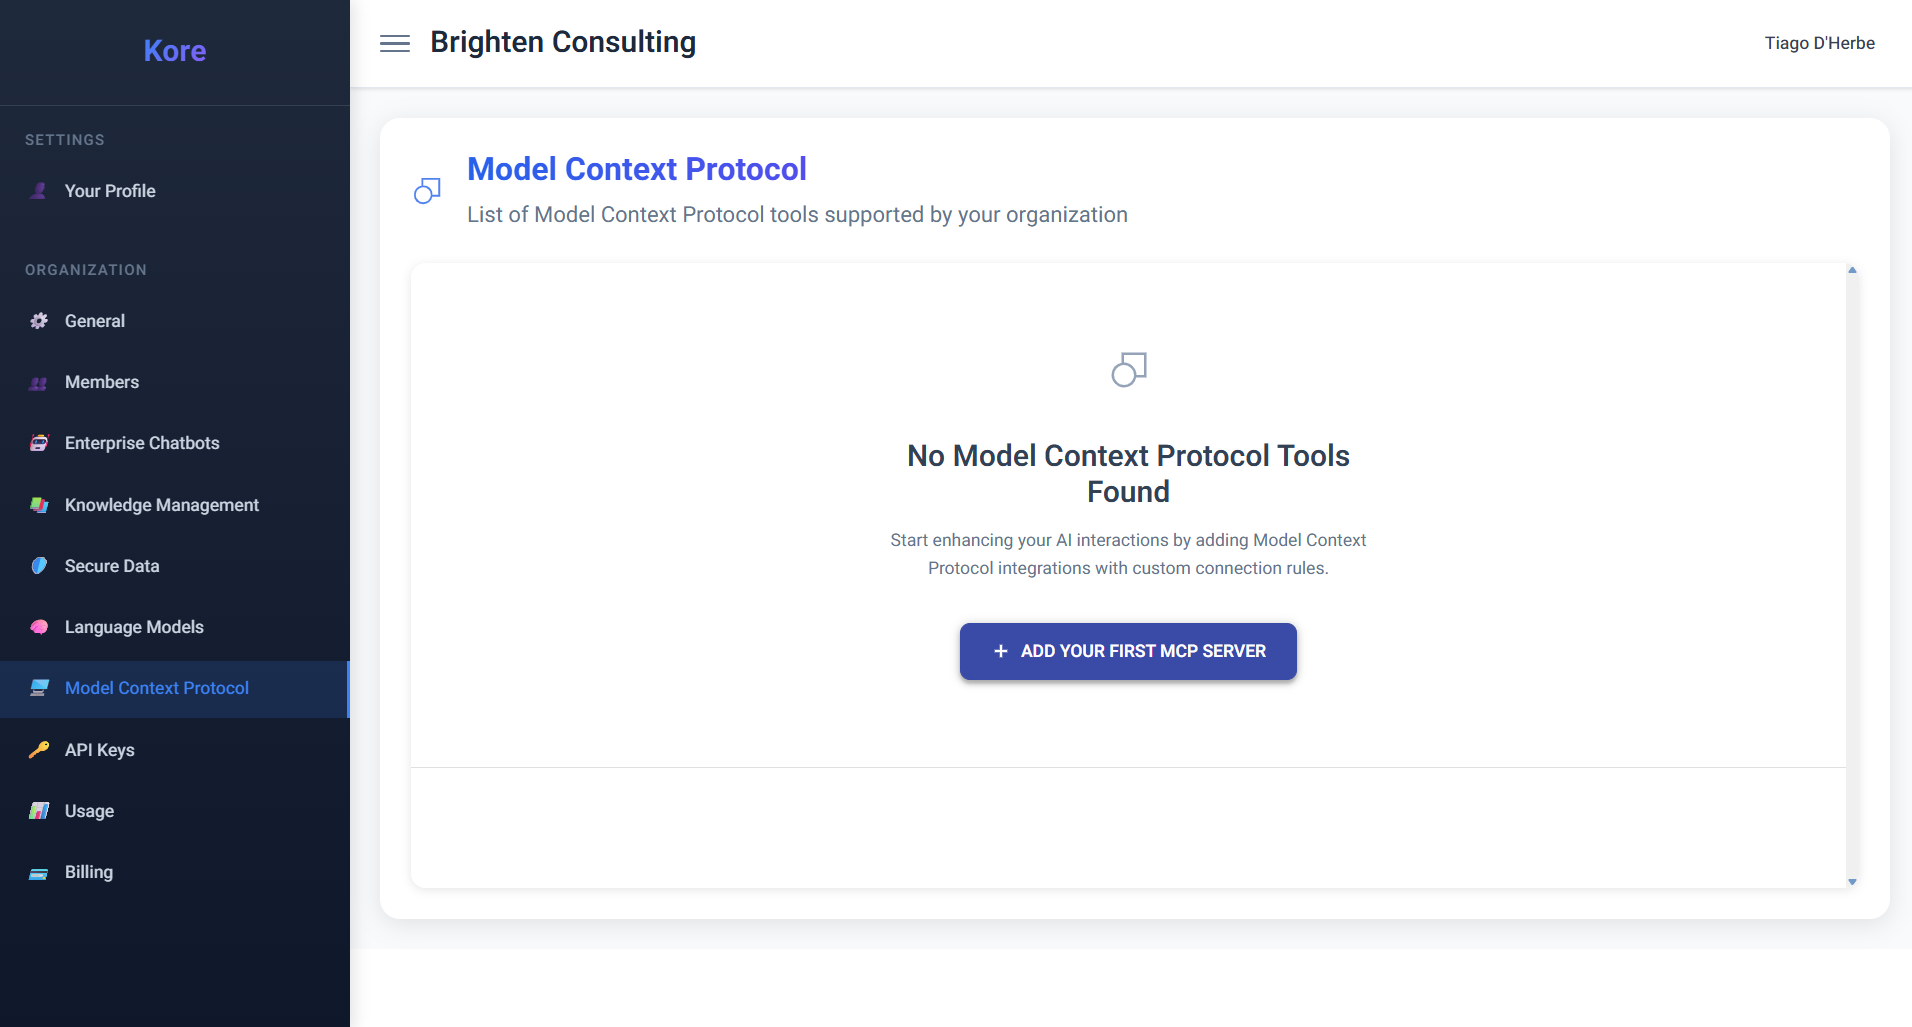 Kore
SETTINGS
Your Profile
ORGANIZATION
General
Members
Enterprise Chatbots
Knowledge Management
Secure Data
Language Models
Model Context Protocol
API Keys
Usage
Billing
Brighten Consulting
Tiago D'Herbe
Model Context Protocol
List of Model Context Protocol tools supported by your organization
No Model Context Protocol Tools
Found
Start enhancing your AI interactions by adding Model Context
Protocol integrations with custom connection rules.
+ ADD YOUR FIRST MCP SERVER